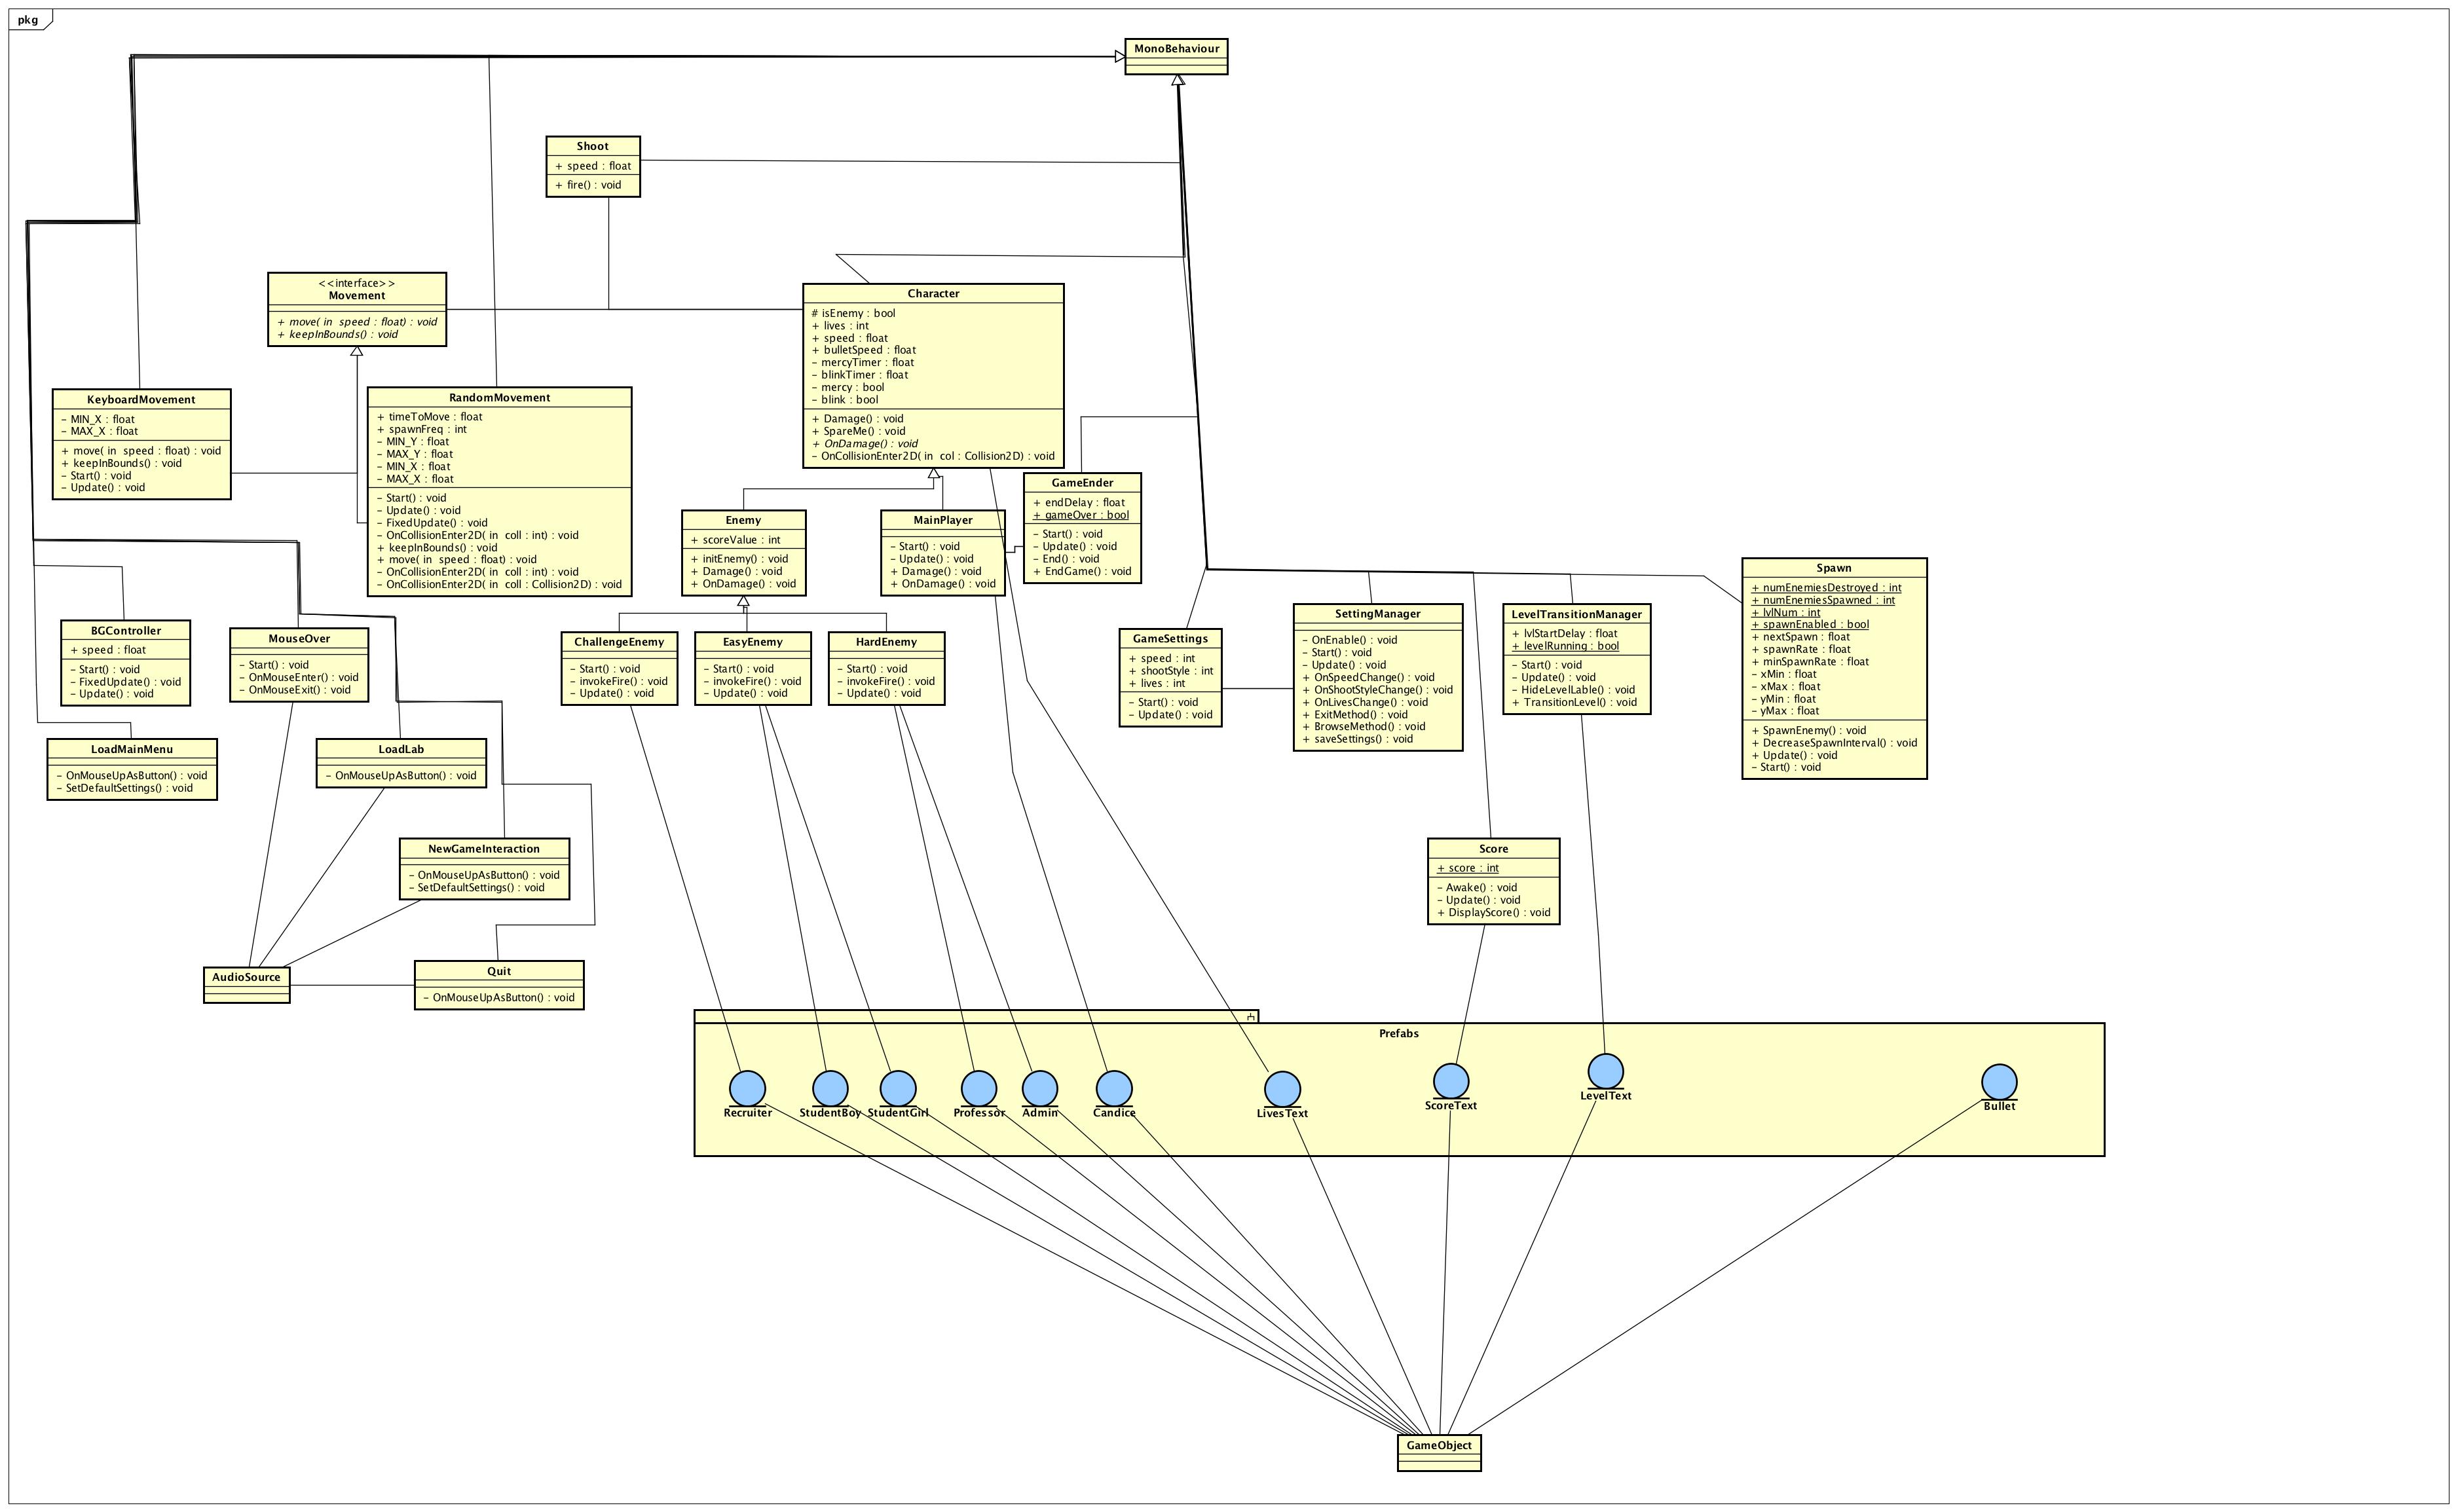 pkg
MonoBehaviour
Shoot
+ speed : float
+ fire() : void
<<interface>>
Movement
+ move( in speed : float) : void
+ keepInBounds() : void
Character
# isEnemy : bool
+ lives : int
+ speed : float
+ bulletSpeed : float
– mercyTimer : float
– blinkTimer : float
– mercy : bool
– blink : bool
+ Damage() : void
+ SpareMe() : void
+ OnDamage() : void
– OnCollisionEnter2D( in col : Collision2D) : void
KeyboardMovement
– MIN_X : float
– MAX_X : float
+ move( in speed : float) : void
+ keepInBounds() : void
– Start() : void
– Update() : void
RandomMovement
+ timeToMove : float
+ spawnFreq : int
– MIN_Y : float
– MAX_Y : float
– MIN_X : float
– MAX_X : float
– Start() : void
– Update() : void
– FixedUpdate() : void
– OnCollisionEnter2D( in coll : int) : void
+ keepInBounds() : void
+ move( in speed : float) : void
– OnCollisionEnter2D( in coll : int) : void
– OnCollisionEnter2D( in coll : Collision2D) : void
GameEnder
+ endDelay : float
+ gameOver : bool
– Start() : void
– Update() : void
– End() : void
+ EndGame() : void
Enemy
+ scoreValue : int
+ initEnemy() : void
+ Damage() : void
+ OnDamage() : void
MainPlayer
– Start() : void
– Update() : void
+ Damage() : void
+ OnDamage() : void
Spawn
+ numEnemiesDestroyed : int
+ numEnemiesSpawned : int
+ lvlNum : int
+ spawnEnabled : bool
+ nextSpawn : float
+ spawnRate : float
+ minSpawnRate : float
– xMin : float
– xMax : float
– yMin : float
– yMax : float
+ SpawnEnemy() : void
+ DecreaseSpawnInterval() : void
+ Update() : void
– Start() : void
BGController
+ speed : float
– Start() : void
– FixedUpdate() : void
– Update() : void
MouseOver
– Start() : void
– OnMouseEnter() : void
– OnMouseExit() : void
ChallengeEnemy
– Start() : void
– invokeFire() : void
– Update() : void
EasyEnemy
– Start() : void
– invokeFire() : void
– Update() : void
HardEnemy
– Start() : void
– invokeFire() : void
– Update() : void
GameSettings
+ speed : int
+ shootStyle : int
+ lives : int
– Start() : void
– Update() : void
SettingManager
– OnEnable() : void
– Start() : void
– Update() : void
+ OnSpeedChange() : void
+ OnShootStyleChange() : void
+ OnLivesChange() : void
+ ExitMethod() : void
+ BrowseMethod() : void
+ saveSettings() : void
LevelTransitionManager
+ lvlStartDelay : float
+ levelRunning : bool
– Start() : void
– Update() : void
– HideLevelLable() : void
+ TransitionLevel() : void
LoadMainMenu
– OnMouseUpAsButton() : void
– SetDefaultSettings() : void
LoadLab
– OnMouseUpAsButton() : void
NewGameInteraction
– OnMouseUpAsButton() : void
– SetDefaultSettings() : void
Score
+ score : int
– Awake() : void
– Update() : void
+ DisplayScore() : void
AudioSource
Quit
– OnMouseUpAsButton() : void
Prefabs
Recruiter
StudentBoy
StudentGirl
Professor
Admin
Candice
LivesText
ScoreText
LevelText
Bullet
GameObject